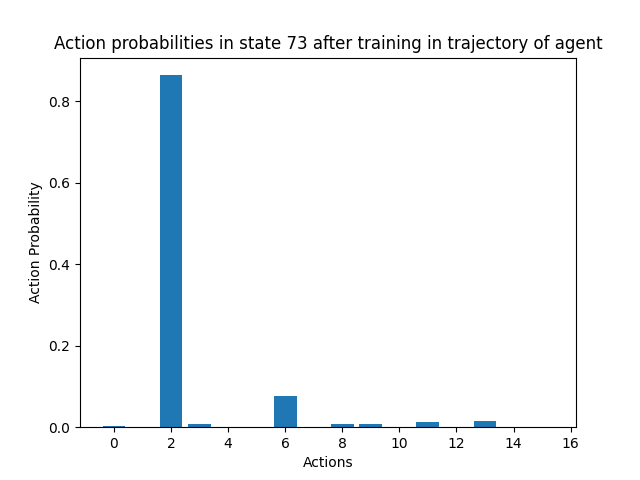 Action probabilities in state 73 after training in trajectory of agent
Action Probability
0.8
0.6
0.4
0.2
0.0
0 2 4 6 8 10 12 14 16
Actions